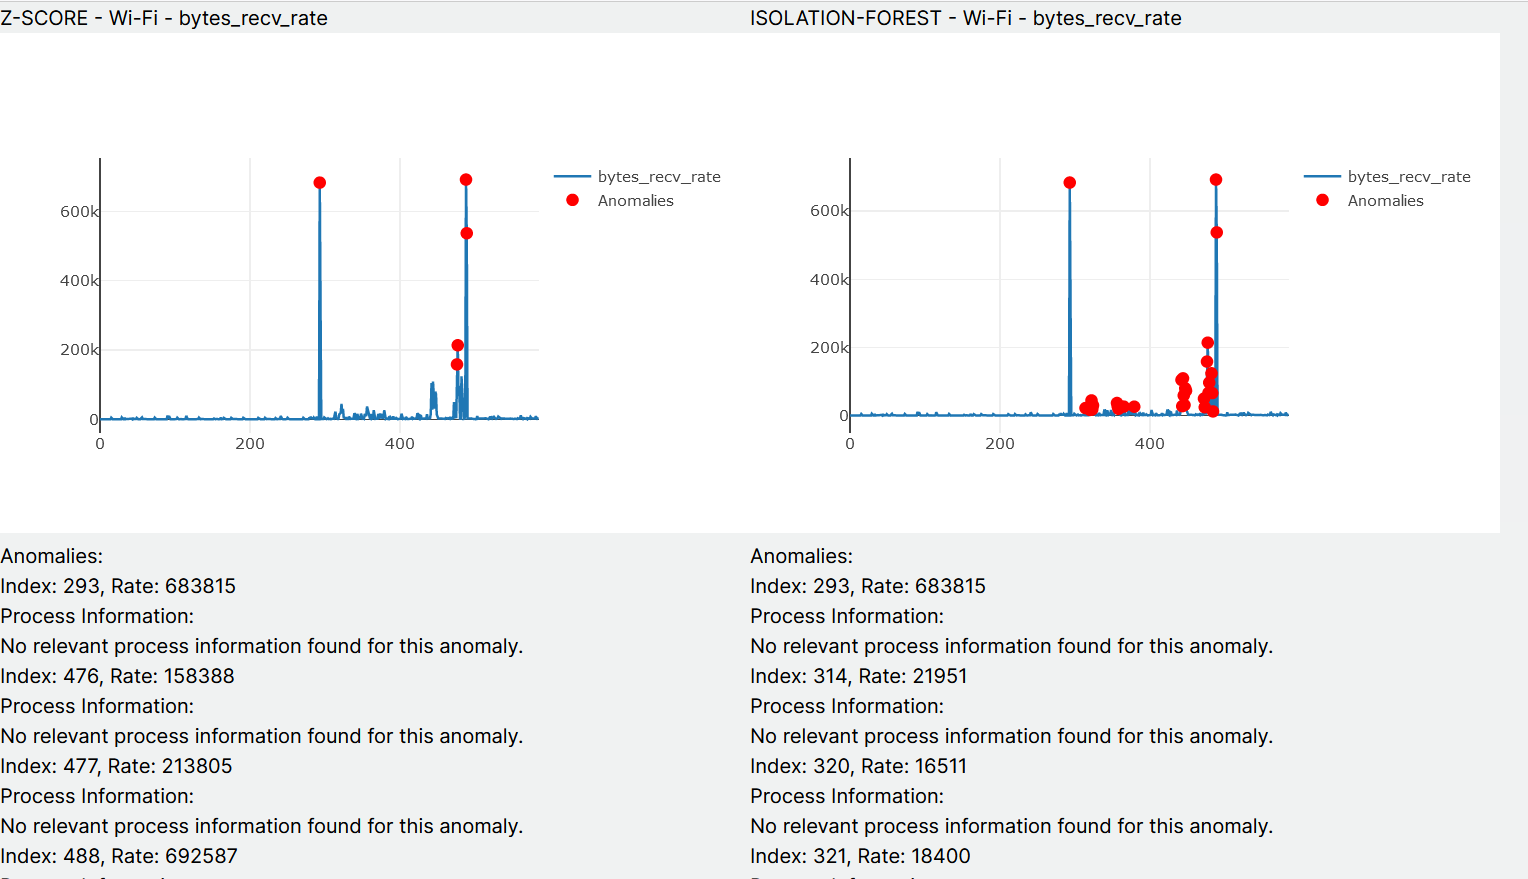 Z-SCORE - Wi-Fi - bytes_recv_rate
600k
400k
200k
0
0
200
400
bytes_recv_rate
Anomalies
Anomalies:
Index: 293, Rate: 683815
Process Information:
No relevant process information found for this anomaly.
Index: 476, Rate: 158388
Process Information:
No relevant process information found for this anomaly.
Index: 477, Rate: 213805
Process Information:
No relevant process information found for this anomaly.
Index: 488, Rate: 692587
ISOLATION-FOREST - Wi-Fi - bytes_recv_rate
600k
400k
200k
0
0
200
400
bytes_recv_rate
Anomalies
Anomalies:
Index: 293, Rate: 683815
Process Information:
No relevant process information found for this anomaly.
Index: 314, Rate: 21951
Process Information:
No relevant process information found for this anomaly.
Index: 320, Rate: 16511
Process Information:
No relevant process information found for this anomaly.
Index: 321, Rate: 18400